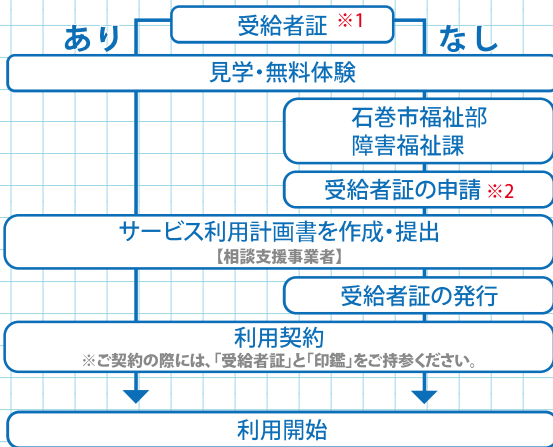 受給者証 ※1
あり
なし
見学・無料体験
石巻市福祉部
障害福祉課
受給者証の申請 ※2
サービス利用計画書を作成・提出
【相談支援事業者】
受給者証の発行
利用契約
※ご契約の際には、「受給者証」と「印鑑」をご持参ください。
利用開始